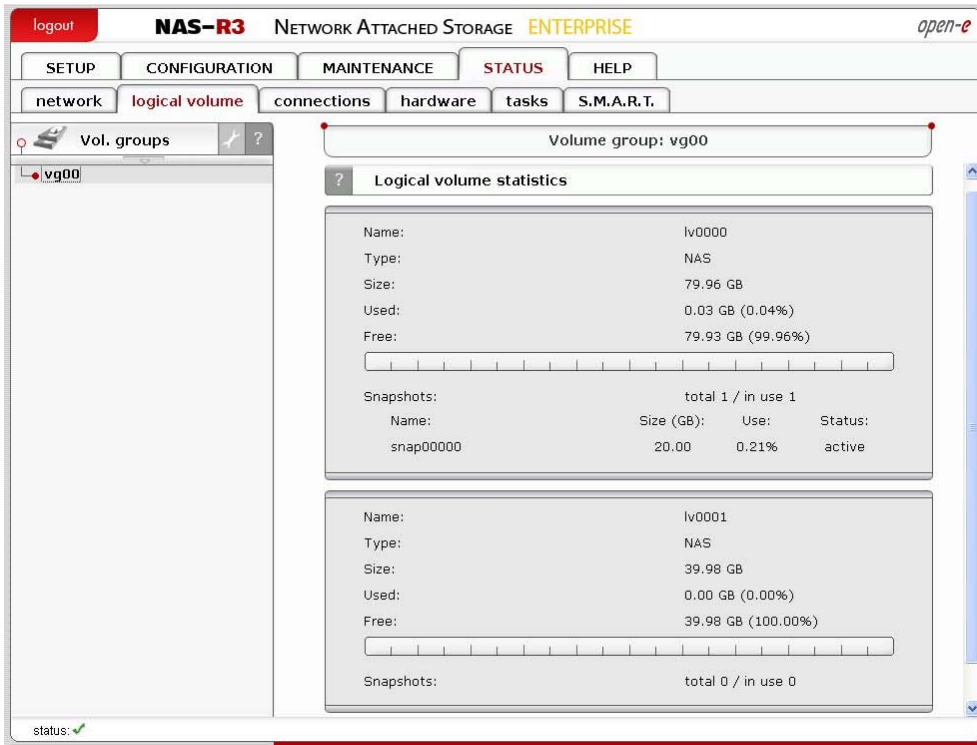 logout
NAS-R3 NETWORK ATTACHED STORAGE ENTERPRISE
open-e
SETUP CONFIGURATION MAINTENANCE STATUS HELP
network logical volume connections hardware tasks S.M.A.R.T.
Vol. groups ?
vg00
Volume group: vg00
? Logical volume statistics
Name: lv0000
Type: NAS
Size: 79.96 GB
Used: 0.03 GB (0.04%)
Free: 79.93 GB (99.96%)
Snapshots: total 1 / in use 1
Name: Size (GB): Use: Status:
snap00000 20.00 0.21% active
Name: lv0001
Type: NAS
Size: 39.98 GB
Used: 0.00 GB (0.00%)
Free: 39.98 GB (100.00%)
Snapshots: total 0 / in use 0
status: